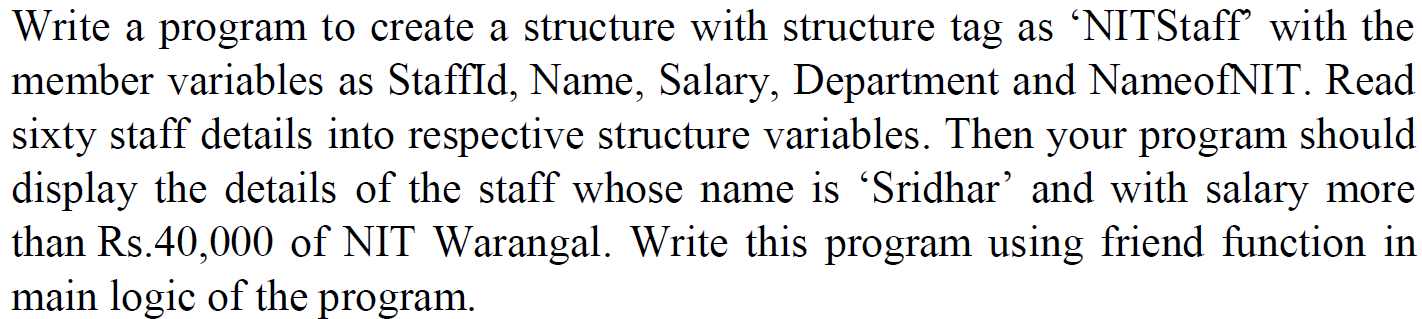 Write a program to create a structure with structure tag as ‘NITStaff’ with the
member variables as StaffId, Name, Salary, Department and NameofNIT. Read
sixty staff details into respective structure variables. Then your program should
display the details of the staff whose name is ‘Sridhar’ and with salary more
than Rs.40,000 of NIT Warangal. Write this program using friend function in
main logic of the program.